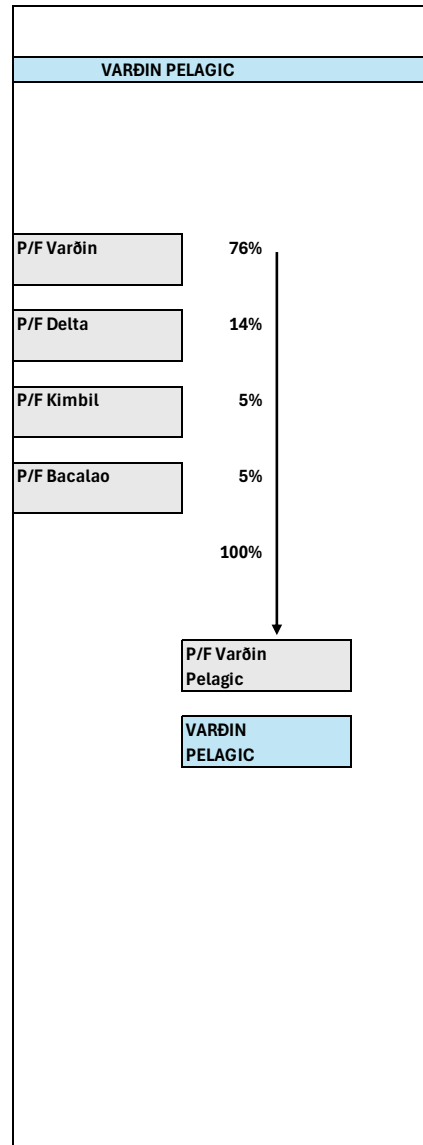 VARÐIN PELAGIC
P/F Varðin 76%
P/F Delta 14%
P/F Kimbil 5%
P/F Bacalao 5%
100%
P/F Varðin
Pelagic
VARÐIN
PELAGIC